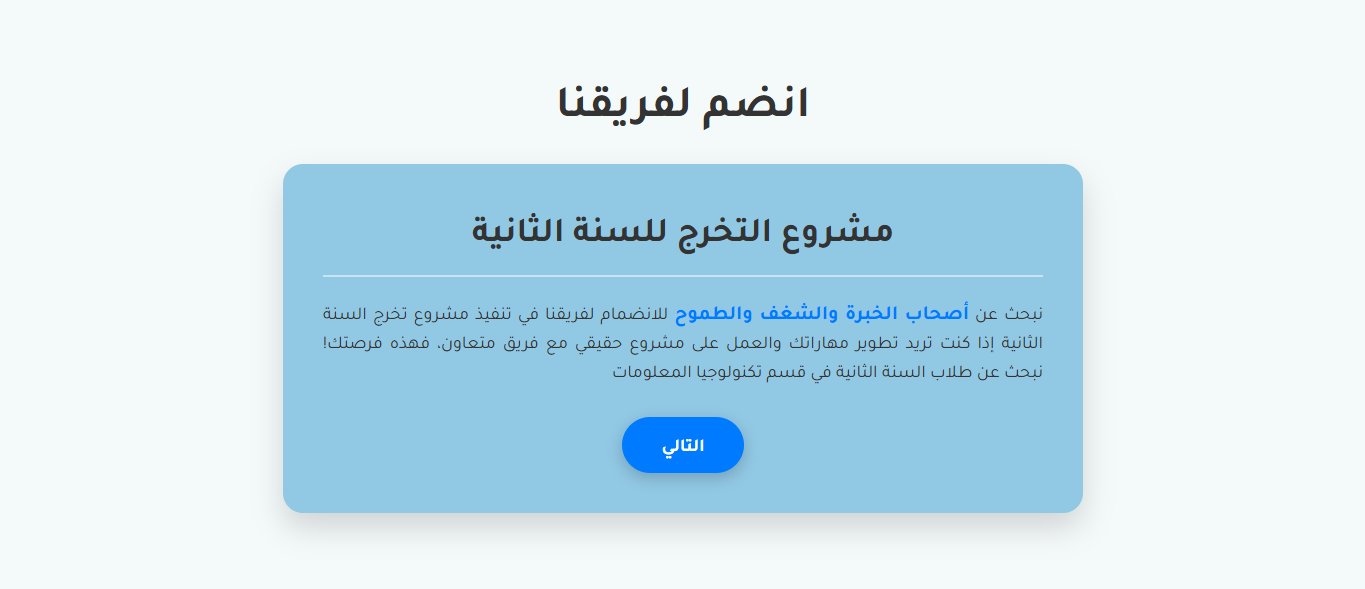 انضم لفريقنا
مشروع التخرج للسنة الثانية
نبحث عن أصحاب الخبرة والشغف والطموح للانضمام لفريقنا في تنفيذ مشروع تخرج السنة
الثانية إذا كنت تريد تطوير مهاراتك والعمل على مشروع حقيقي مع فريق متعاون، فهذه فرصتك!
نبحث عن طلاب السنة الثانية في قسم تكنولوجيا المعلومات
التالي